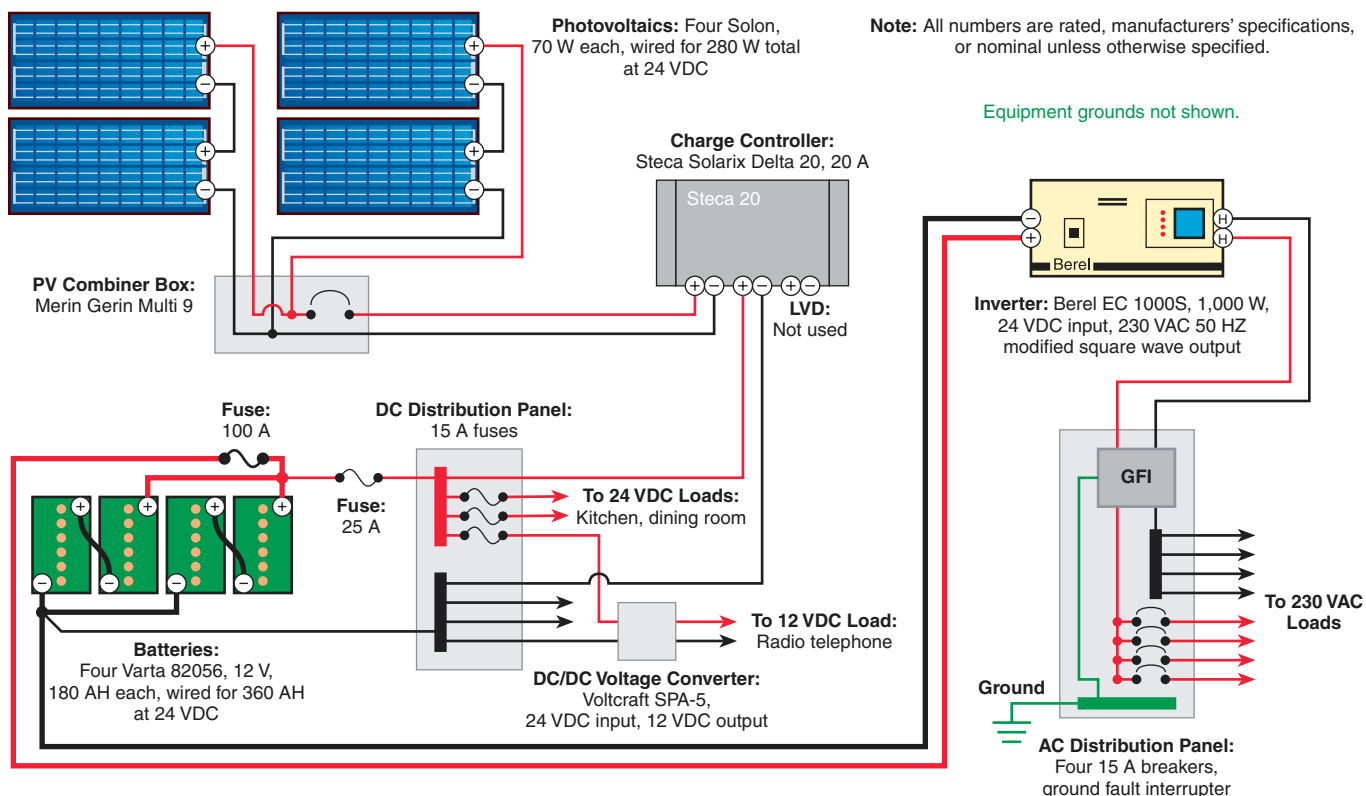 Photovoltaics: Four Solon,
70 W each, wired for 280 W total
at 24 VDC
Note: All numbers are rated, manufacturers’ specifications,
or nominal unless otherwise specified.
Equipment grounds not shown.
Charge Controller:
Steca Solarix Delta 20, 20 A
Steca 20
+
−
+
−
+
−
+
−
+
−
+
−
+
−
LVD:
Not used
PV Combiner Box:
Merin Gerin Multi 9
−
+
H
H
Berel
Inverter: Berel EC 1000S, 1,000 W,
24 VDC input, 230 VAC 50 HZ
modified square wave output
Fuse:
100 A
DC Distribution Panel:
15 A fuses
Fuse:
25 A
To 24 VDC Loads:
Kitchen, dining room
+
+
+
+
−
−
−
−
Batteries:
Four Varta 82056, 12 V,
180 AH each, wired for 360 AH
at 24 VDC
To 12 VDC Load:
Radio telephone
DC/DC Voltage Converter:
Voltcraft SPA-5,
24 VDC input, 12 VDC output
GFI
To 230 VAC
Loads
Ground
AC Distribution Panel:
Four 15 A breakers,
ground fault interrupter